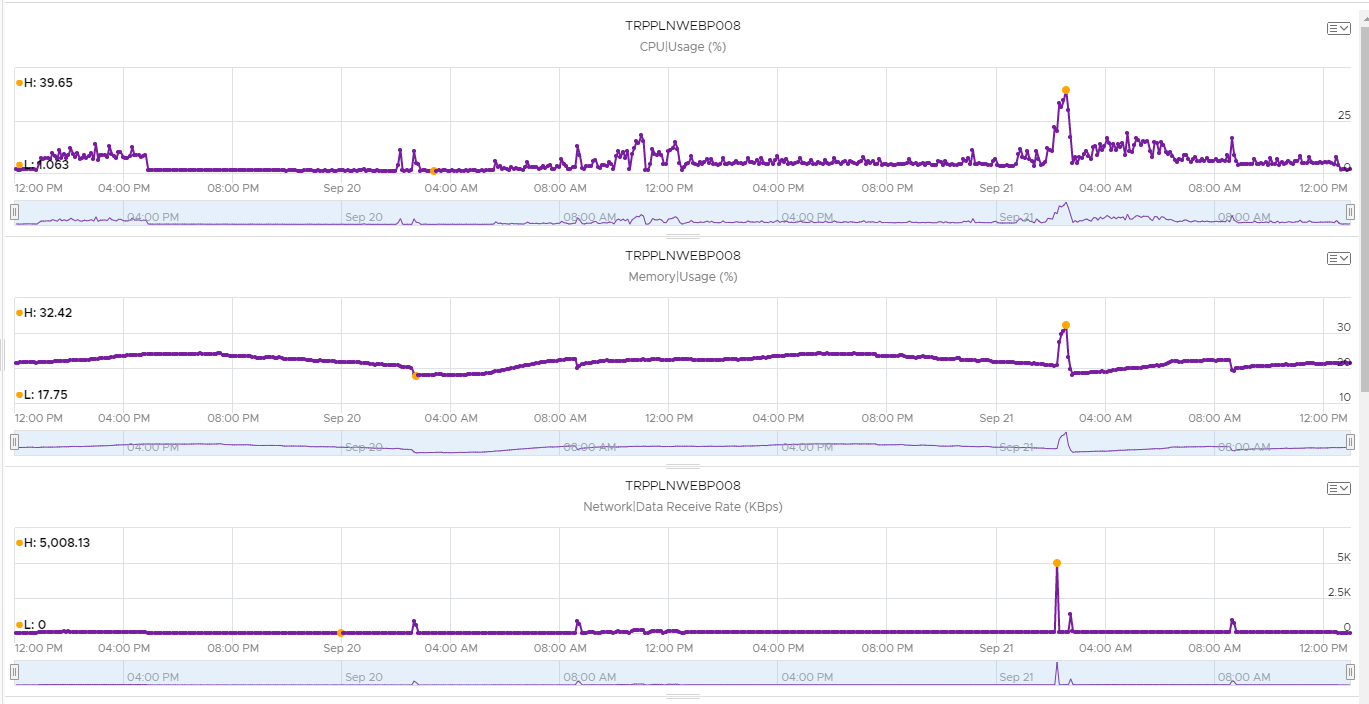 TRPPLNWEBP008
CPU|Usage (%)
H: 39.65
25
L: 1.063
0
12:00 PM 04:00 PM 08:00 PM Sep 20 04:00 AM 08:00 AM 12:00 PM 04:00 PM 08:00 PM Sep 21 04:00 AM 08:00 AM 12:00 PM
04:00 PM Sep 20 08:00 AM 04:00 PM Sep 21 08:00 AM
TRPPLNWEBP008
Memory|Usage (%)
H: 32.42
30
20
L: 17.75
10
12:00 PM 04:00 PM 08:00 PM Sep 20 04:00 AM 08:00 AM 12:00 PM 04:00 PM 08:00 PM Sep 21 04:00 AM 08:00 AM 12:00 PM
04:00 PM Sep 20 08:00 AM 04:00 PM Sep 21 08:00 AM
TRPPLNWEBP008
Network|Data Receive Rate (KBps)
H: 5,008.13
5K
2.5K
L: 0
0
12:00 PM 04:00 PM 08:00 PM Sep 20 04:00 AM 08:00 AM 12:00 PM 04:00 PM 08:00 PM Sep 21 04:00 AM 08:00 AM 12:00 PM
04:00 PM Sep 20 08:00 AM 04:00 PM Sep 21 08:00 AM